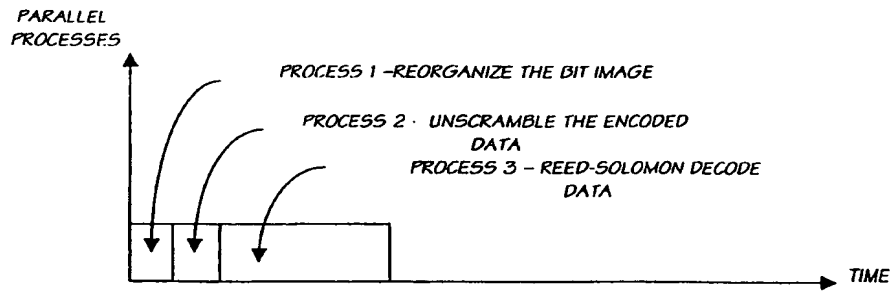 PARALLEL
PROCESSES
PROCESS 1 –REORGANIZE THE BIT IMAGE
PROCESS 2 · UNSCRAMBLE THE ENCODED
DATA
PROCESS 3 – REED-SOLOMON DECODE
DATA
TIME